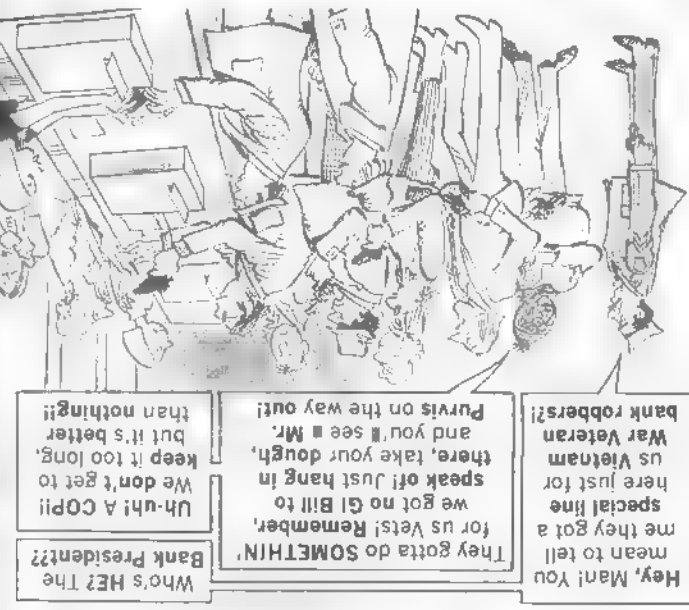 Hey, Man! You
mean to tell
me they got a
special line
here just for
us Vietnam
War Veteran
bank robbers?!
They gotta do SOMETHIN'
for us Vets! Remember,
we got no GI Bill to
speak of! Just hang in
there, take your dough,
and you'll see a Mr.
Purvis on the way out!
Who's HE? The
Bank President??
Uh-uh! A COP!!
We don't get to
keep it too long,
but it's better
than nothing!!